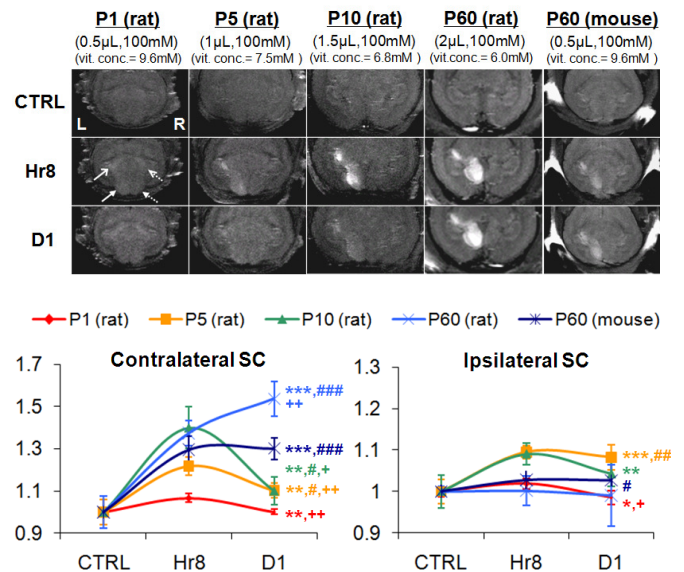 P1 (rat) P5 (rat) P10 (rat) P60 (rat) P60 (mouse)
(0.5μL,100mM) (1μL,100mM) (1.5μL,100mM) (2μL,100mM) (0.5μL,100mM)
(vit. conc.= 9.6mM) (vit. conc.= 7.5mM ) (vit. conc.= 6.8mM ) (vit. conc.= 6.0mM) (vit. conc.= 9.6mM )
CTRL
L R
Hr8
D1
P1 (rat) P5 (rat) P10 (rat) P60 (rat) P60 (mouse)
Contralateral SC
1.7
1.5
1.3
1.1
0.9
***,###
++
***,###
**,#,+
**,#,++
**,++
CTRL Hr8 D1
Ipsilateral SC
1.3
1.2
1.1
1
0.9
***,##
**
#
*,+
CTRL Hr8 D1